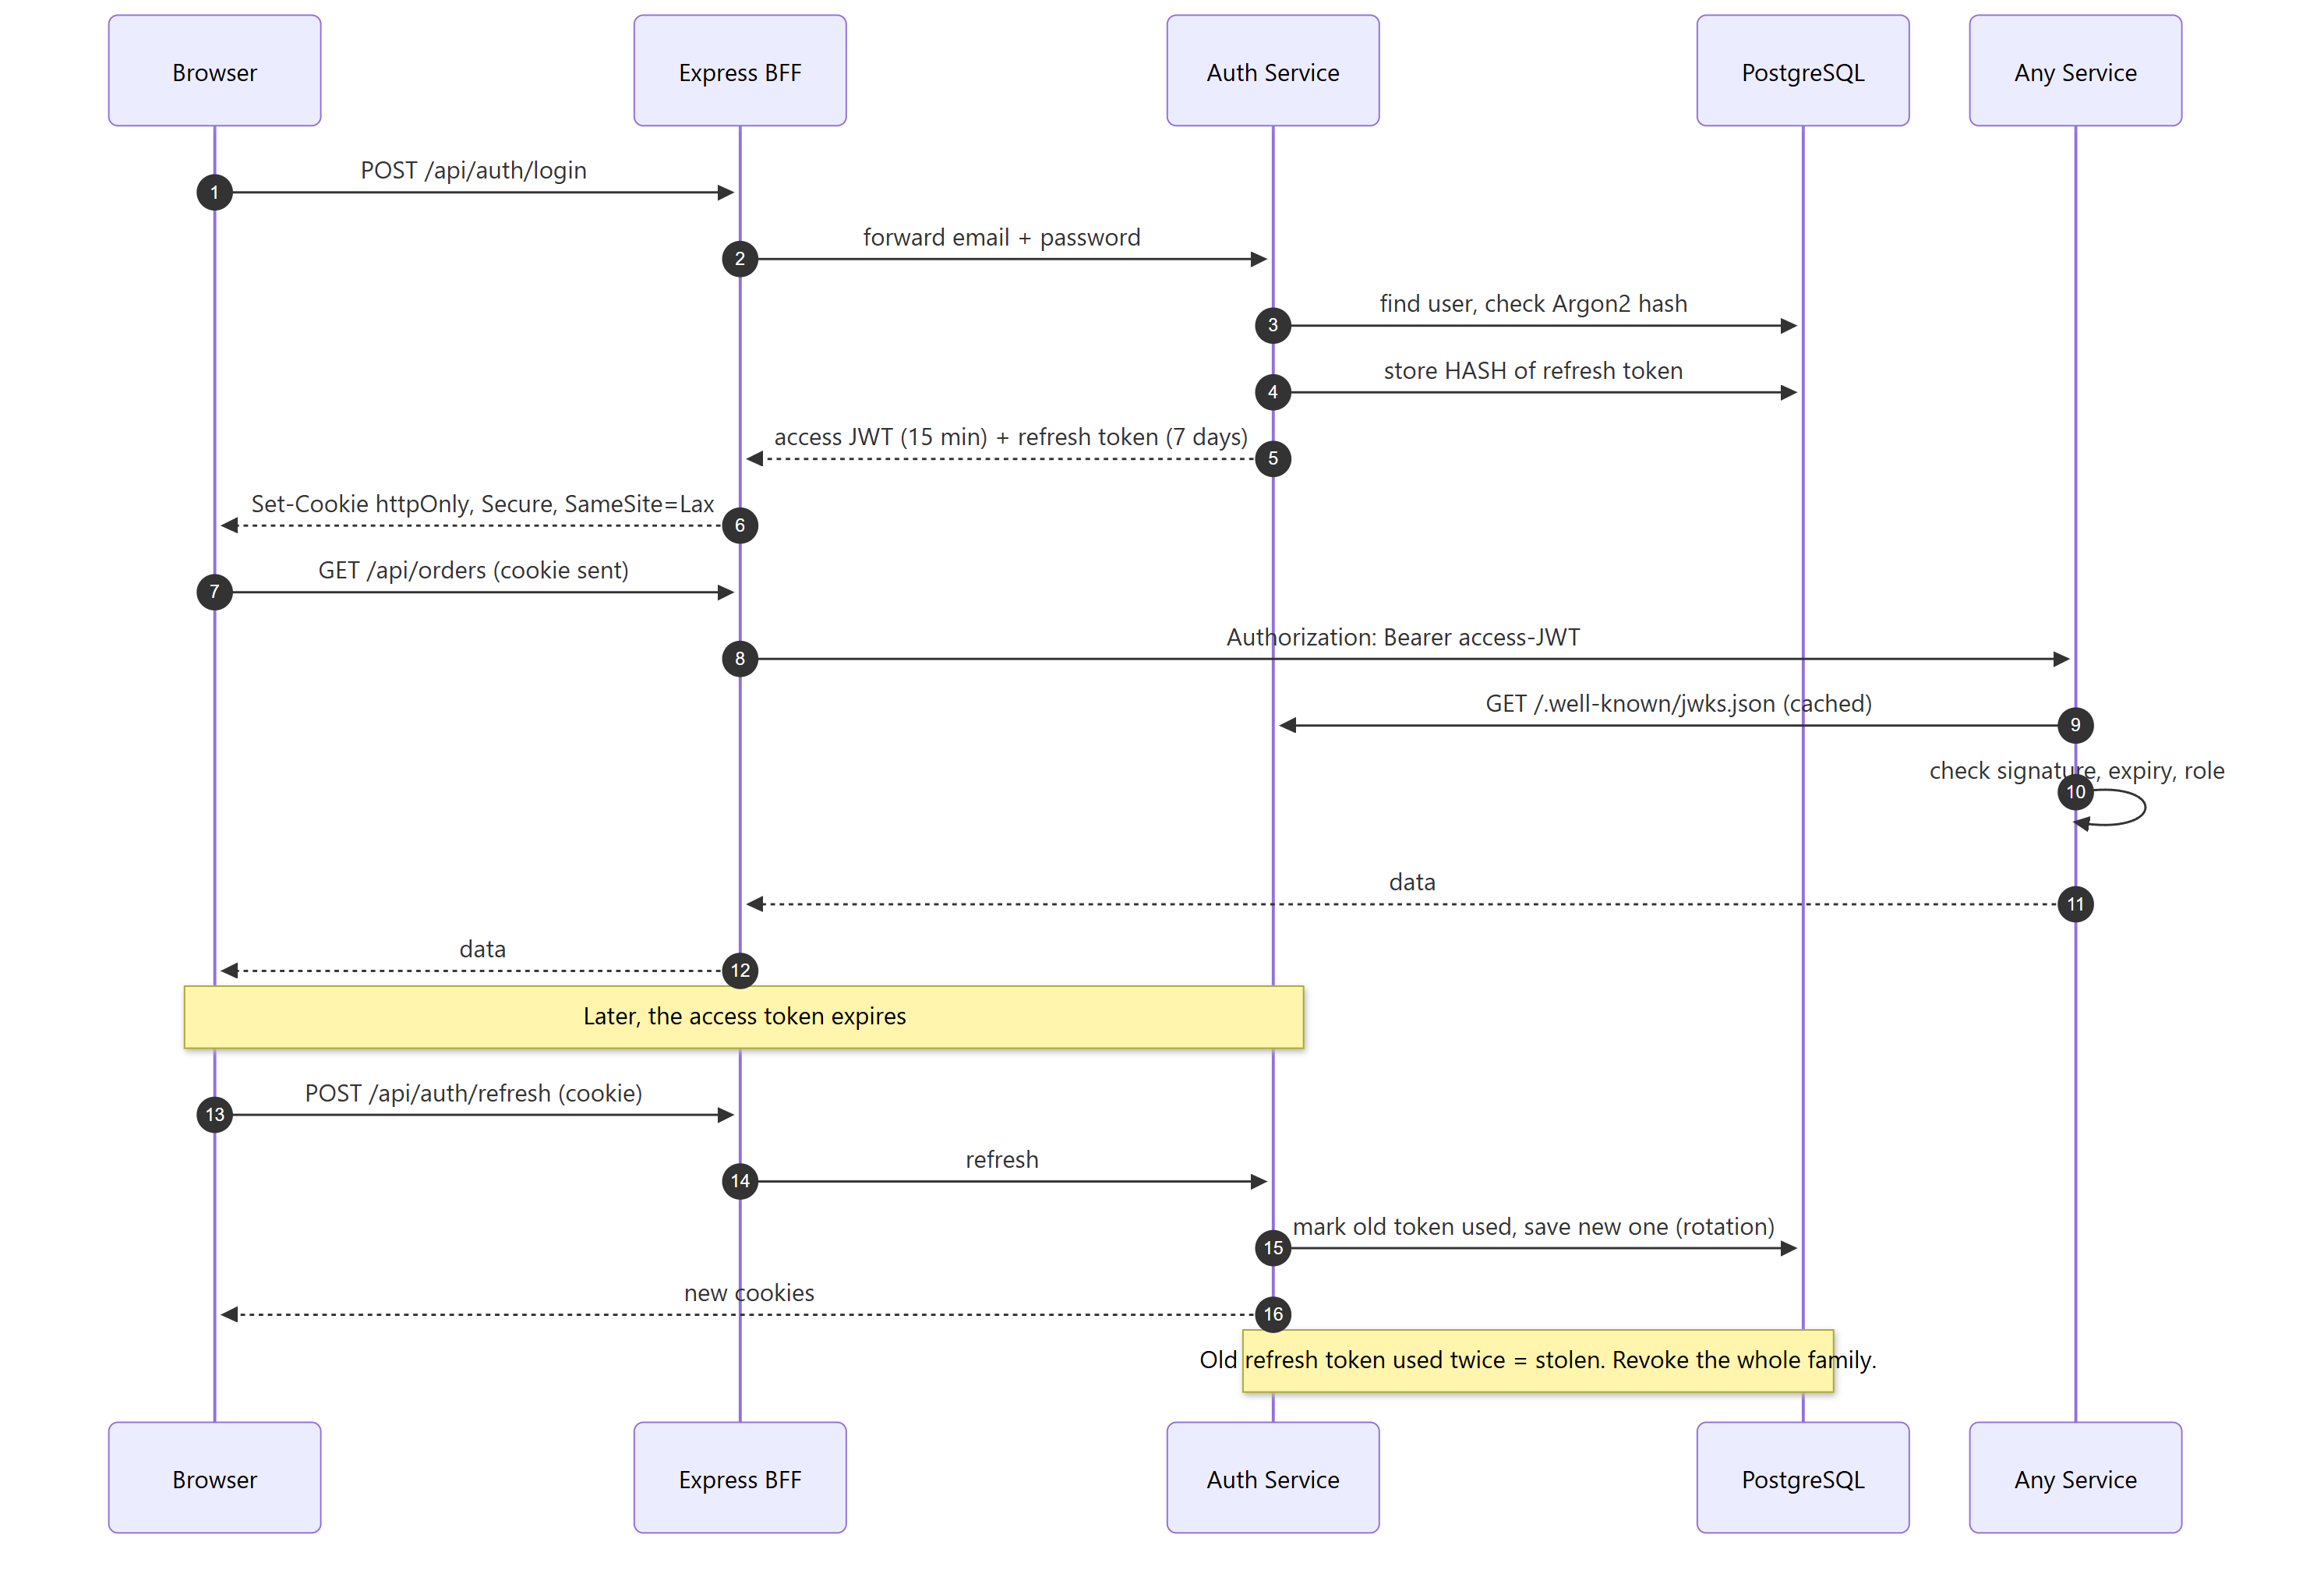 Browser
Express BFF
Auth Service
PostgreSQL
Any Service
POST /api/auth/login
1
forward email + password
2
find user, check Argon2 hash
3
store HASH of refresh token
4
access JWT (15 min) + refresh token (7 days)
5
Set-Cookie httpOnly, Secure, SameSite=Lax
6
GET /api/orders (cookie sent)
7
Authorization: Bearer access-JWT
8
GET /.well-known/jwks.json (cached)
9
check signature, expiry, role
10
data
11
data
12
Later, the access token expires
POST /api/auth/refresh (cookie)
13
refresh
14
mark old token used, save new one (rotation)
15
new cookies
16
Old refresh token used twice = stolen. Revoke the whole family.
Browser
Express BFF
Auth Service
PostgreSQL
Any Service